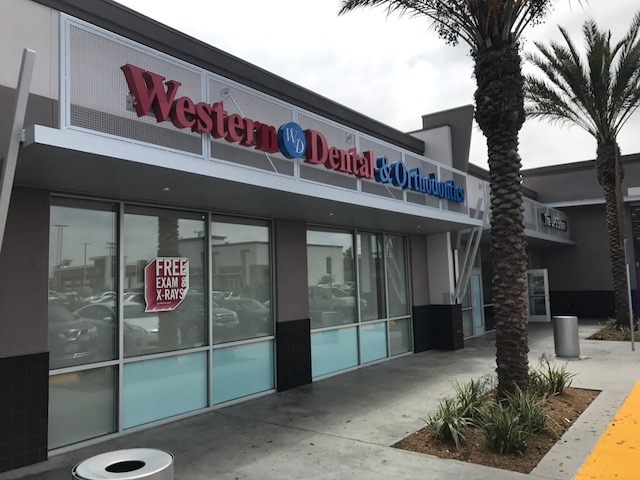 Western WD Dental & Orthodontics
FREE
EXAM &
X-RAYS